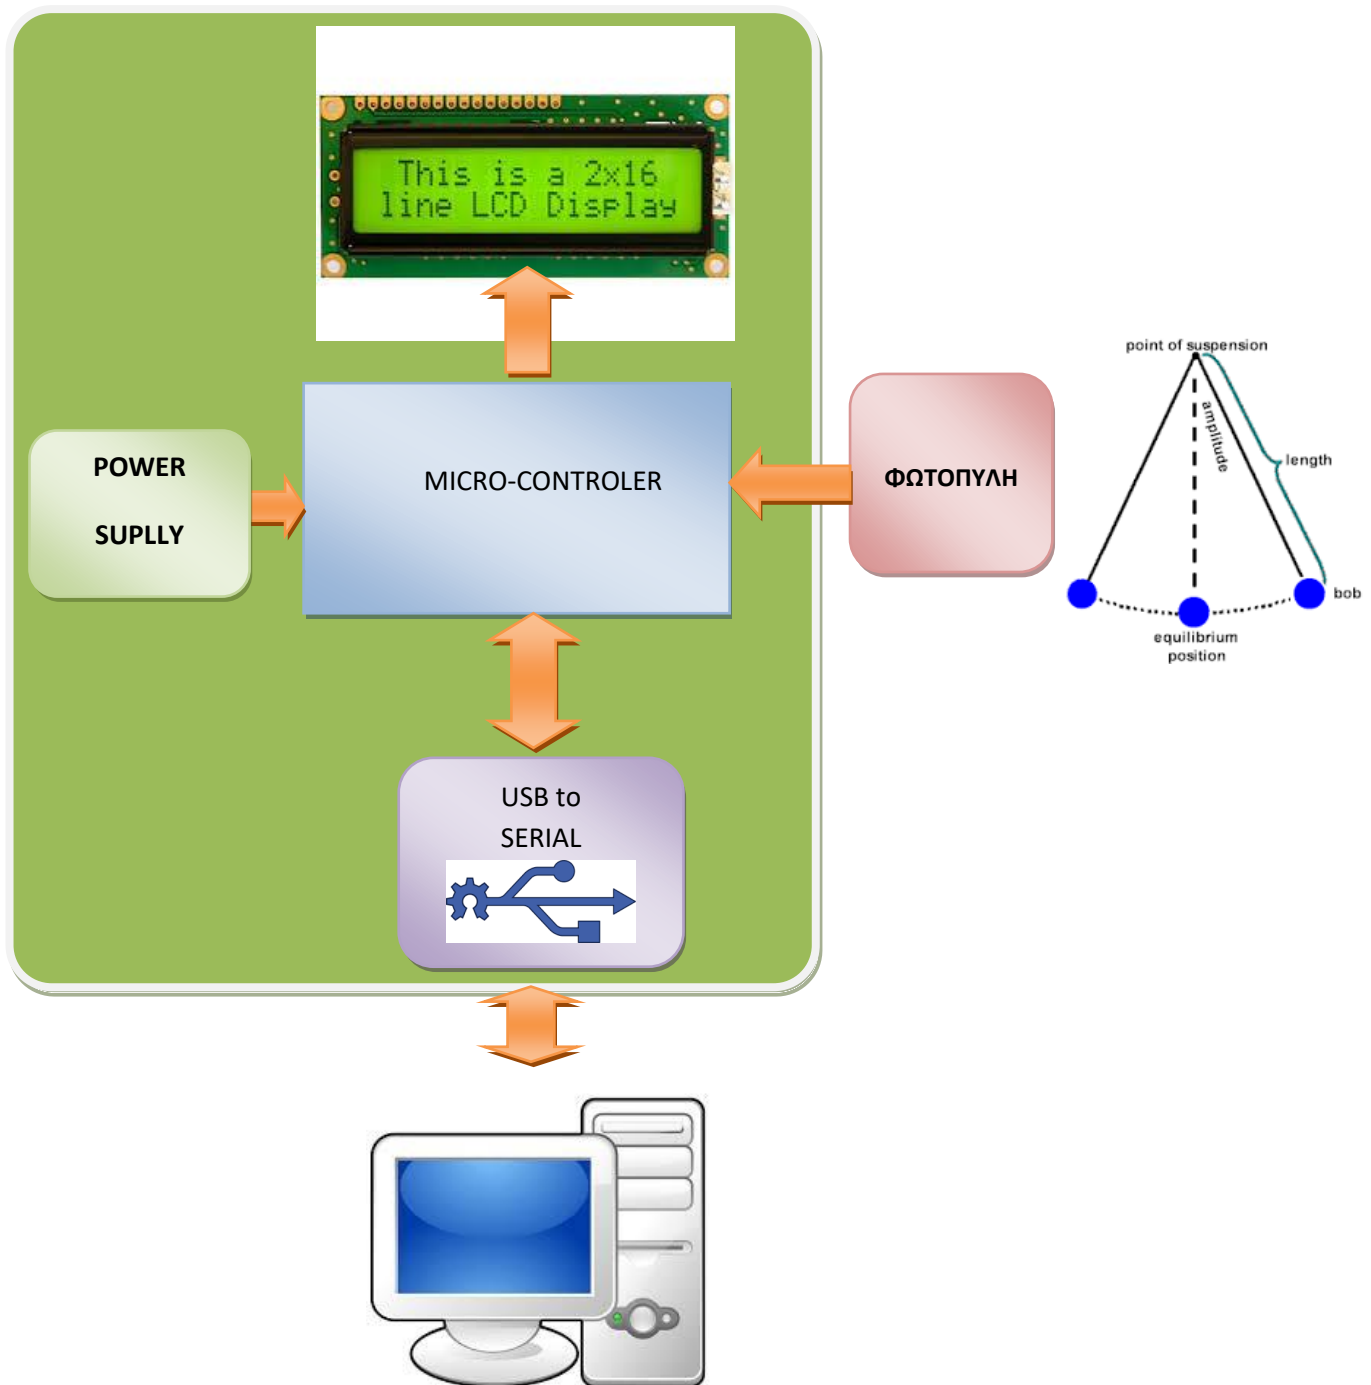 This is a 2x16
line LCD Display
point of suspension
amplitude
length
bob
equilibrium
position
POWER
SUPLLY
MICRO-CONTROLER
ΦΩΤΟΠΥΛΗ
USB to
SERIAL